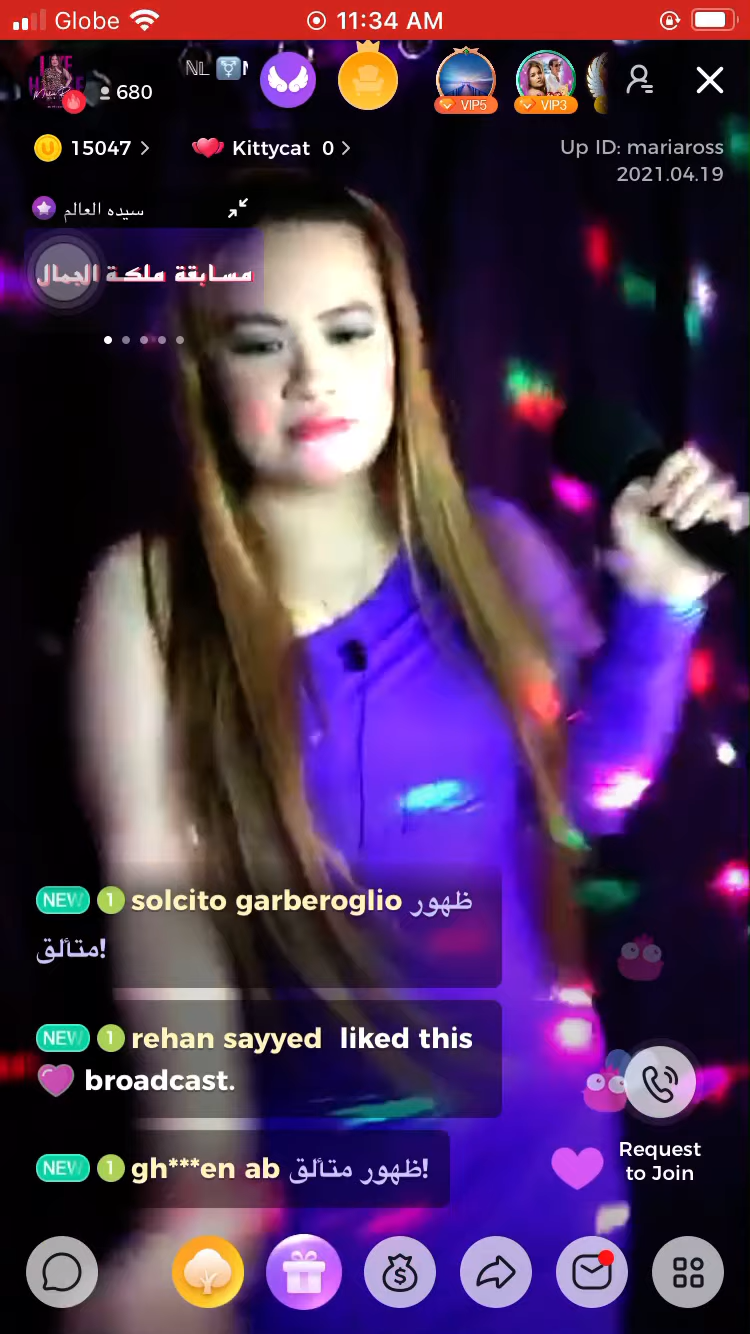 Globe
11:34 AM
NL
680
VIP5
VIP3
15047
Kittycat 0
Up ID: mariaross
2021.04.19
سيده العالم
مسابقة ملكة الجمال
NEW 1 solcito garberoglio ظهور
متألق!
NEW 1 rehan sayyed liked this
broadcast.
NEW 1 gh***en ab ظهور متألق!
Request
to Join